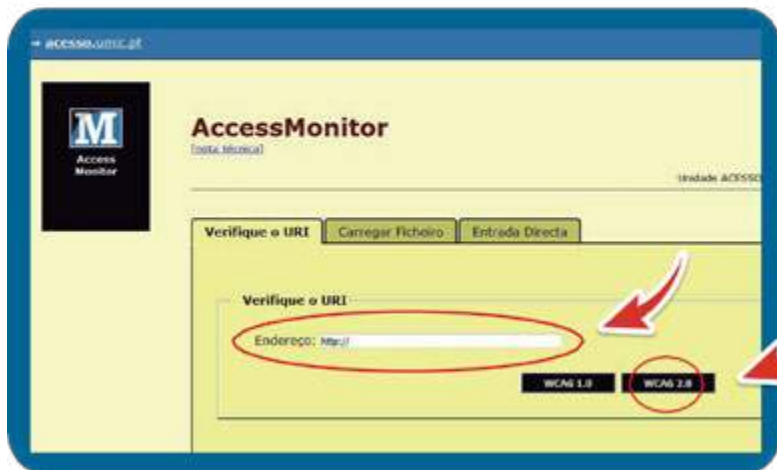 → acesso.umic.pt
M
Access
Monitor
AccessMonitor
[nota técnica]
Unidade ACESSO
Verifique o URI
Carregar Ficheiro
Entrada Directa
Verifique o URI
Endereço: http://
WCAG 1.0
WCAG 2.0